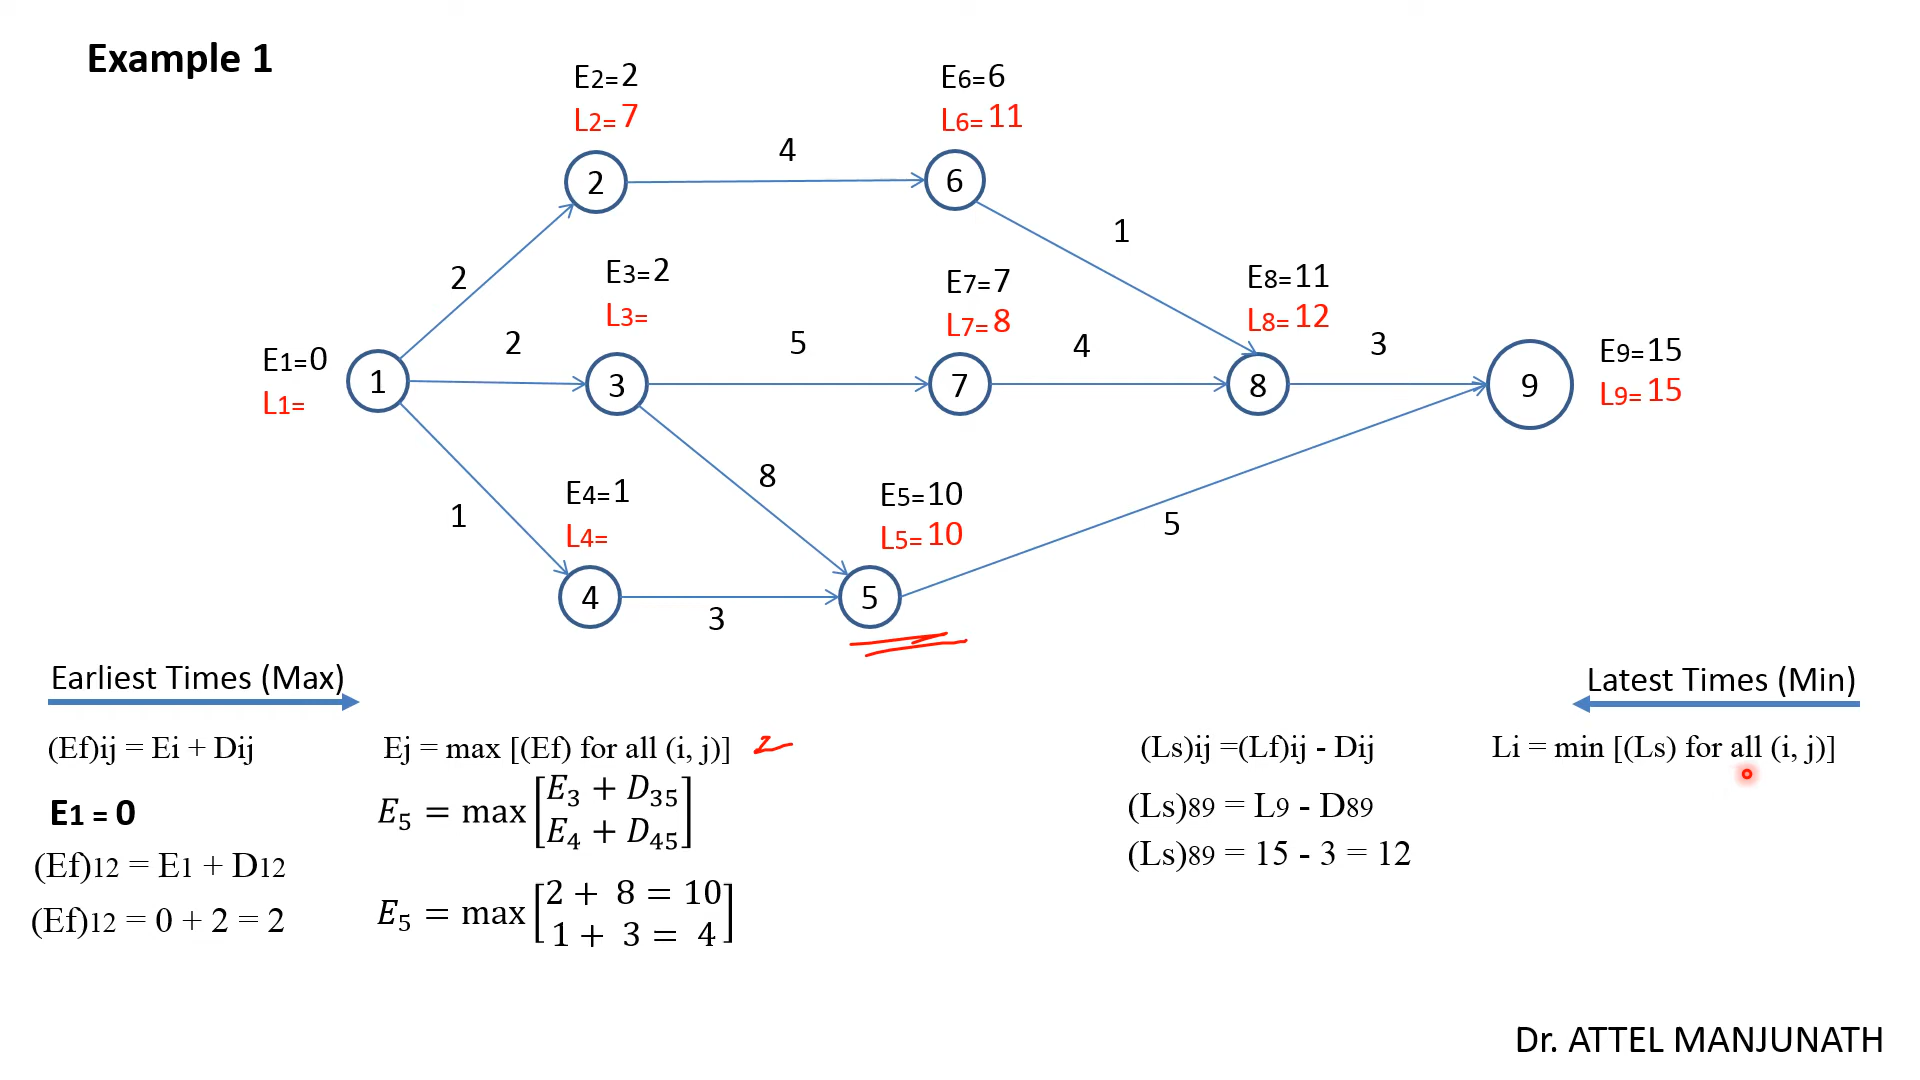 Example 1
E2=2
L2= 7
E6=6
L6= 11
4
2
6
1
2
E3=2
L3=
E7=7
L7= 8
E8=11
L8= 12
2
5
4
3
E1=0
L1=
1
3
7
8
9
E9=15
L9= 15
8
1
E4=1
L4=
E5=10
L5= 10
5
4
3
5
Earliest Times (Max)
Latest Times (Min)
(Ef)ij = Ei + Dij
Ej = max [(Ef) for all (i, j)]
(Ls)ij =(Lf)ij - Dij
Li = min [(Ls) for all (i, j)]
E1 = 0
E5 = max [E3 + D35
E4 + D45]
(Ls)89 = L9 - D89
(Ef)12 = E1 + D12
(Ls)89 = 15 - 3 = 12
(Ef)12 = 0 + 2 = 2
E5 = max [2 + 8 = 10
1 + 3 = 4]
Dr. ATTEL MANJUNATH